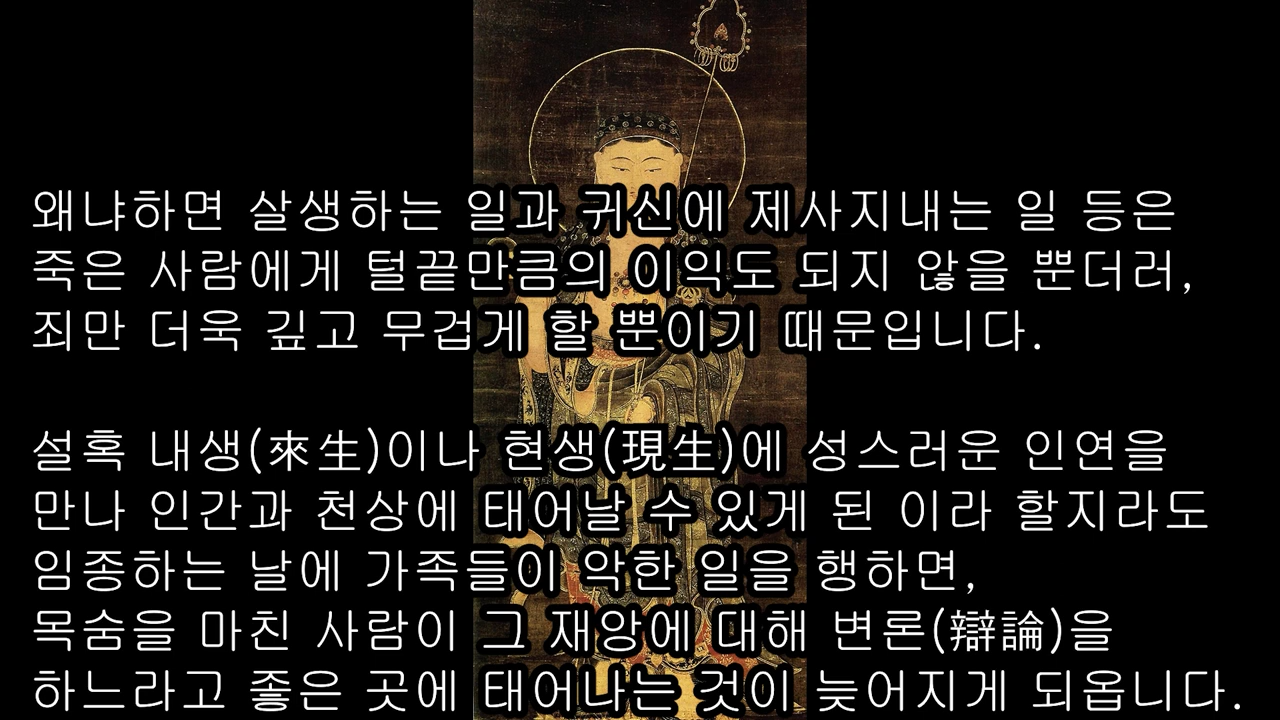 왜냐하면 살생하는 일과 귀신에 제사지내는 일 등은
죽은 사람에게 털끝만큼의 이익도 되지 않을 뿐더러,
죄만 더욱 깊고 무겁게 할 뿐이기 때문입니다.
설혹 내생(來生)이나 현생(現生)에 성스러운 인연을
만나 인간과 천상에 태어날 수 있게 된 이라 할지라도
임종하는 날에 가족들이 악한 일을 행하면,
목숨을 마친 사람이 그 재앙에 대해 변론(辯論)을
하느라고 좋은 곳에 태어나는 것이 늦어지게 되옵니다.